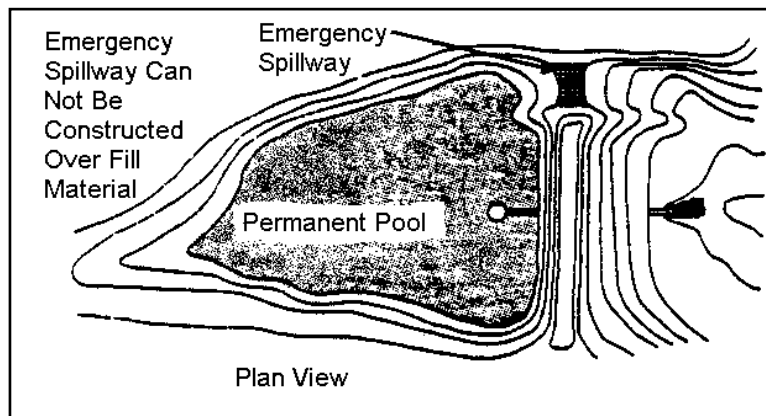 Emergency
Spillway Can
Not Be
Constructed
Over Fill
Material
Emergency
Spillway
Permanent Pool
Plan View